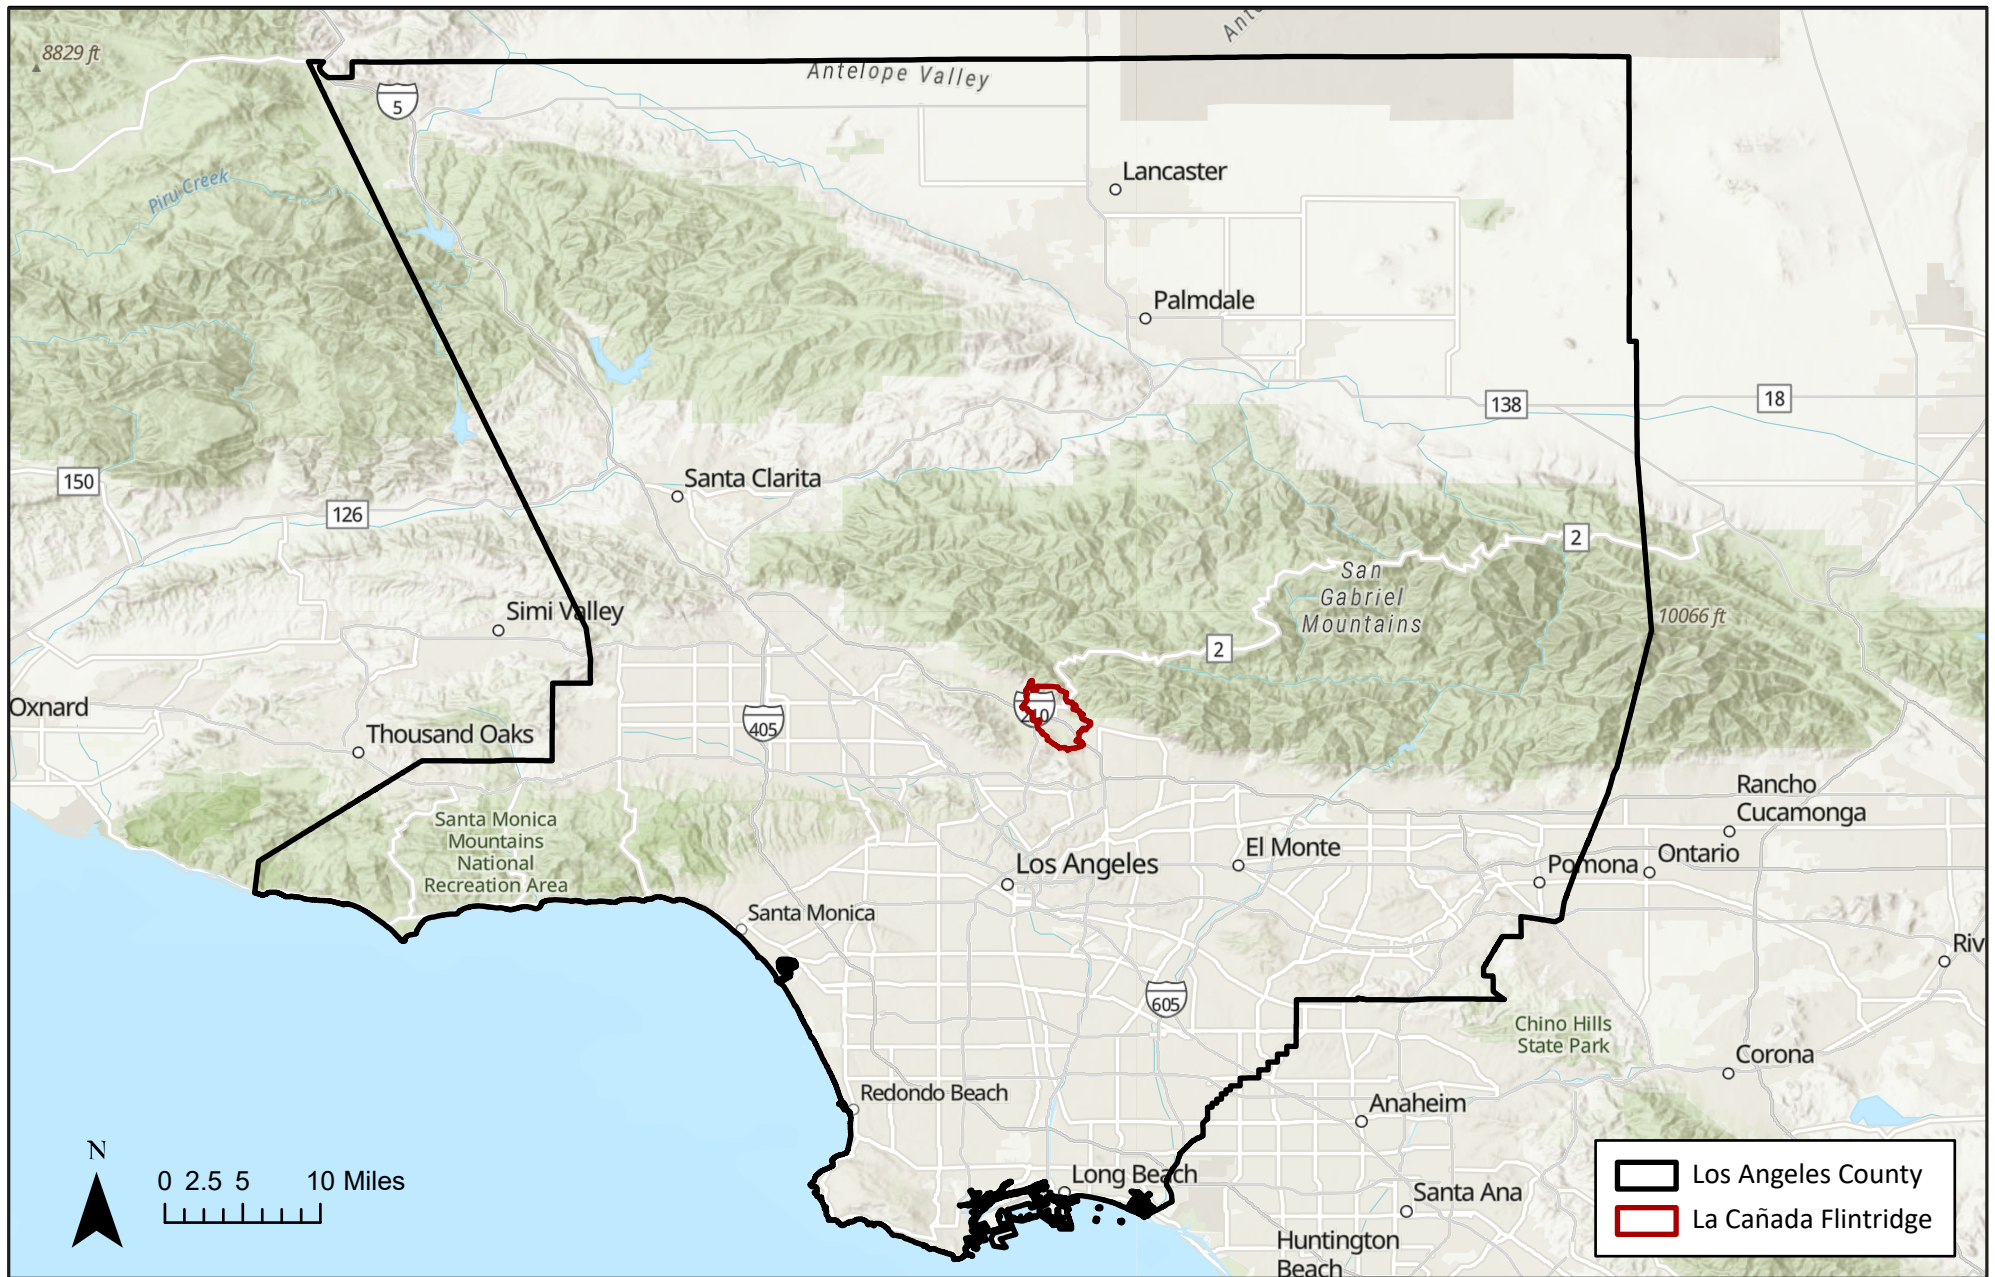 Ante
8829 ft
Antelope Valley
5
Lancaster
Piru Creek
Palmdale
138
18
150
Santa Clarita
126
2
San
Gabriel
Mountains
Simi Valley
10066 ft
2
Oxnard
210
405
Thousand Oaks
Rancho
Cucamonga
Santa Monica
Mountains
National
Recreation Area
El Monte
Los Angeles
Pomona
Ontario
Santa Monica
Riv
605
Chino Hills
State Park
Corona
Redondo Beach
Anaheim
N
0 2.5 5 10 Miles
Long Beach
Santa Ana
Huntington
Beach
Los Angeles County
La Cañada Flintridge